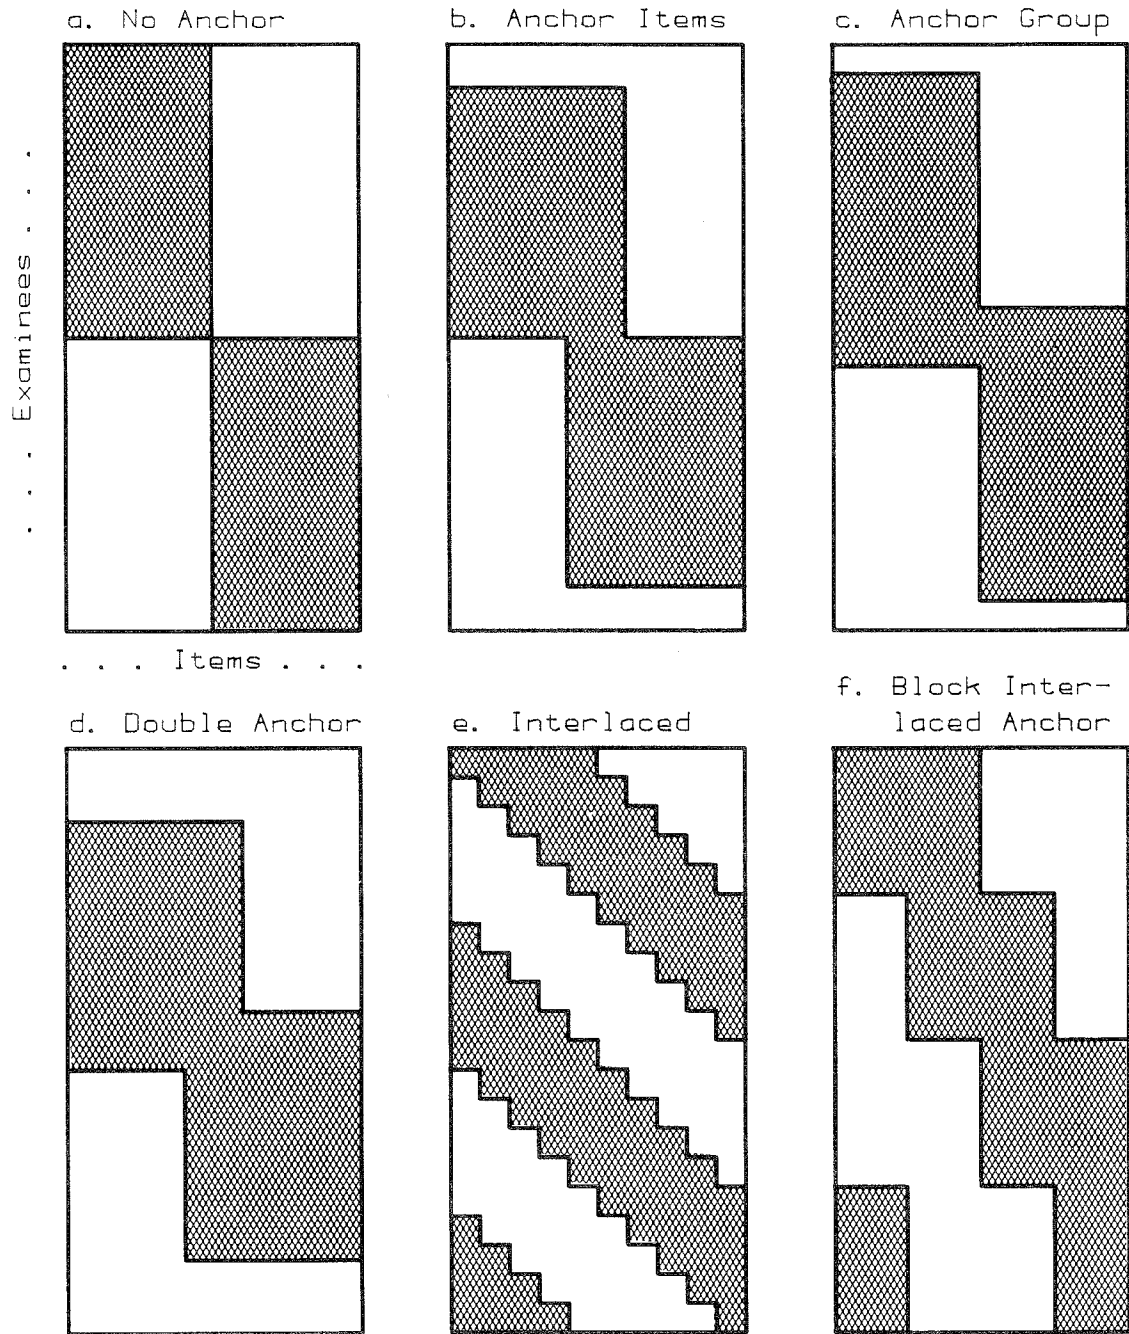 a. No Anchor
b. Anchor Items
c. Anchor Group
. . . Examinees . . .
. . . Items . . .
d. Double Anchor
e. Interlaced
f. Block Inter-
laced Anchor